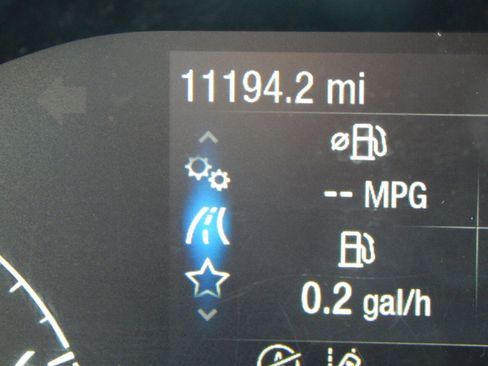 11194.2 mi
-- MPG
0.2 gal/h